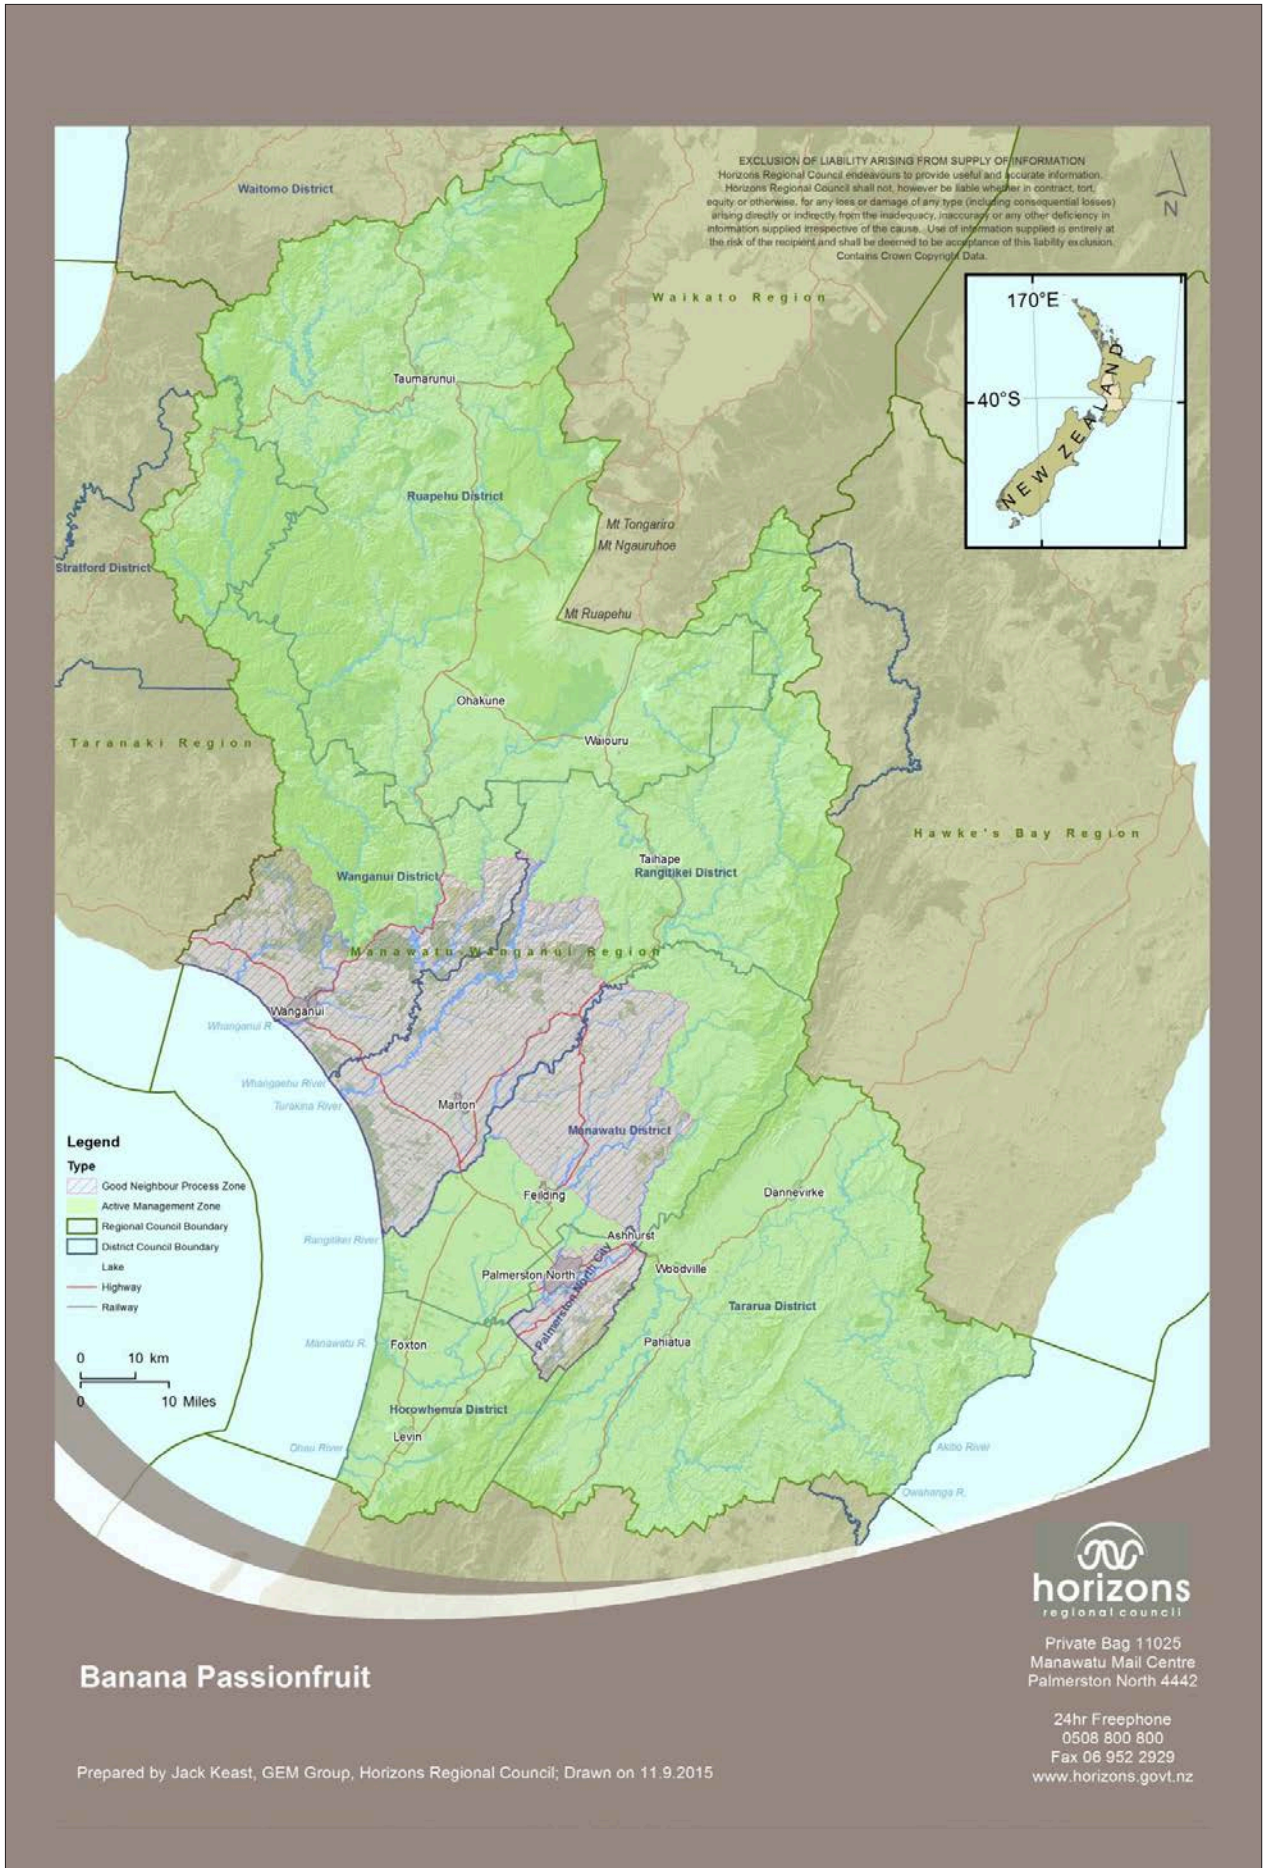 EXCLUSION OF LIABILITY ARISING FROM SUPPLY OF INFORMATION
Horizons Regional Council endeavours to provide useful and accurate information.
Horizons Regional Council shall not, however be liable whether in contract, tort,
equity or otherwise, for any loss or damage of any type (including consequential losses)
arising directly or indirectly from the inadequacy, inaccuracy or any other deficiency in
information supplied irrespective of the cause. Use of information supplied is entirely at
the risk of the recipient and shall be deemed to be acceptance of this liability exclusion.
Contains Crown Copyright Data.
N
Waitomo District
Waikato Region
170°E
40°S
NEW ZEALAND
Taumarunui
Ruapehu District
Mt Tongariro
Mt Ngauruhoe
Stratford District
Mt Ruapehu
Ohakune
Waiouru
Taranaki Region
Hawke's Bay Region
Taihape
Rangitikei District
Wanganui District
Manawatu-Wanganui Region
Wanganui
Whanganui R.
Whangaehu River
Turakina River
Marton
Manawatu District
Legend
Type
Good Neighbour Process Zone
Active Management Zone
Regional Council Boundary
District Council Boundary
Lake
Highway
Railway
0 10 km
0 10 Miles
Feilding
Dannevirke
Rangitikei River
Ashhurst
Palmerston North
Palmerston North City
Woodville
Tararua District
Manawatu R.
Foxton
Pahiatua
Horowhenua District
Levin
Ohau River
Akitio River
Owahanga R.
horizons
regional council
Private Bag 11025
Manawatu Mail Centre
Palmerston North 4442
24hr Freephone
0508 800 800
Fax 06 952 2929
www.horizons.govt.nz
Banana Passionfruit
Prepared by Jack Keast, GEM Group, Horizons Regional Council; Drawn on 11.9.2015